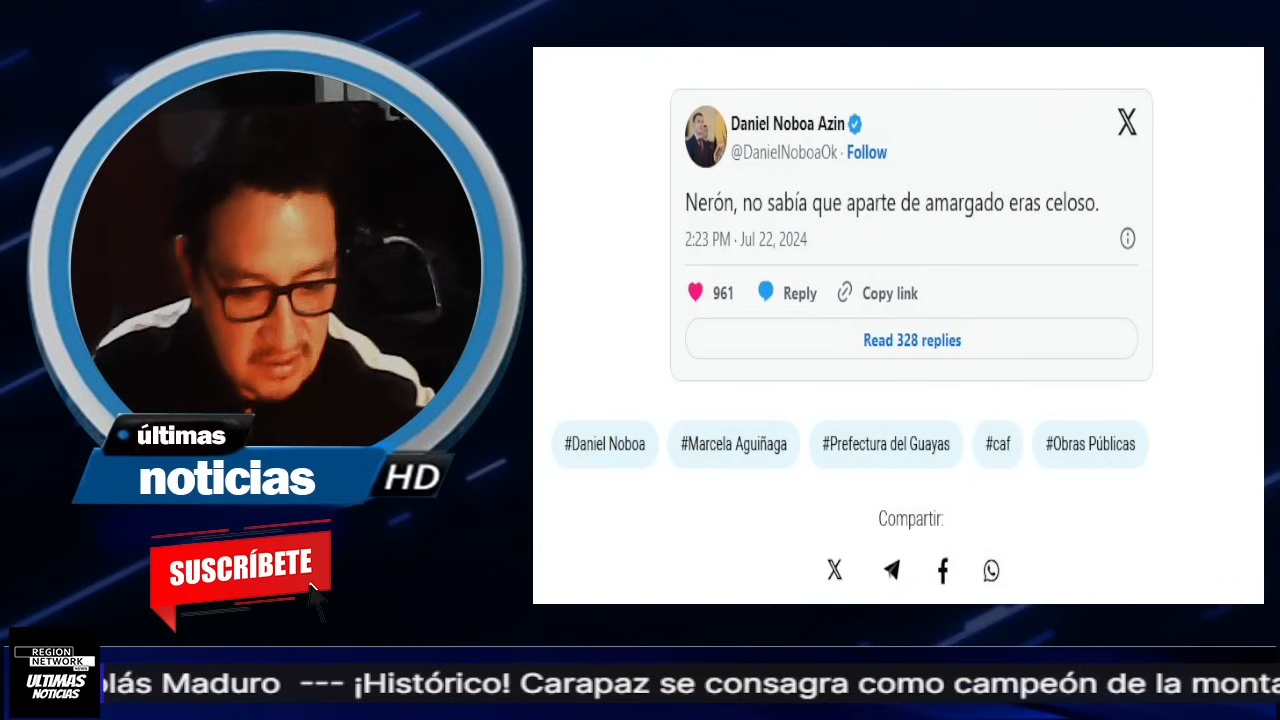 Daniel Noboa Azin
@DanielNoboaOk · Follow
Nerón, no sabía que aparte de amargado eras celoso.
2:23 PM · Jul 22, 2024
961 Reply Copy link
Read 328 replies
#Daniel Noboa #Marcela Aguiñaga #Prefectura del Guayas #caf #Obras Públicas
Compartir:
últimas
noticias HD
SUSCRÍBETE
REGION
NETWORK
ULTIMAS
NOTICIAS
olás Maduro --- ¡Histórico! Carapaz se consagra como campeón de la monta